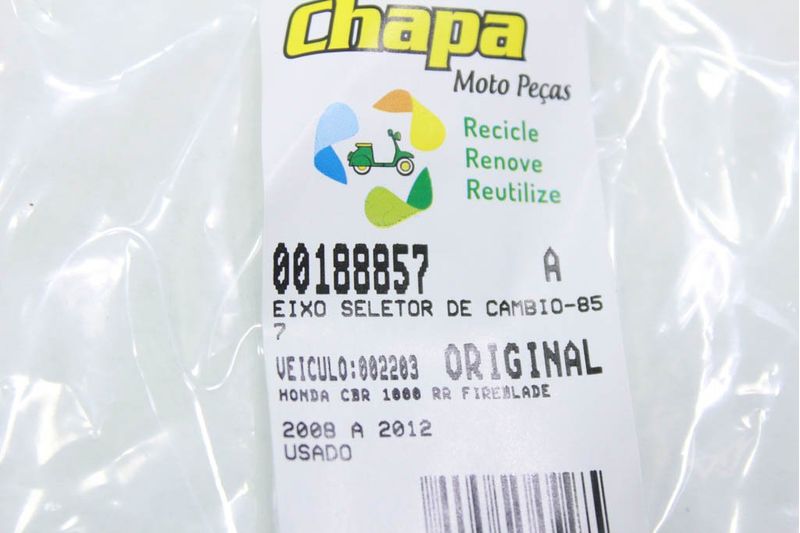 chapa
Moto Peças
Recicle
Renove
Reutilize
00188857 A
EIXO SELETOR DE CAMBIO-85
7
VEICULO:002203 ORIGINAL
HONDA CBR 1000 RR FIREBLADE
2008 A 2012
USADO